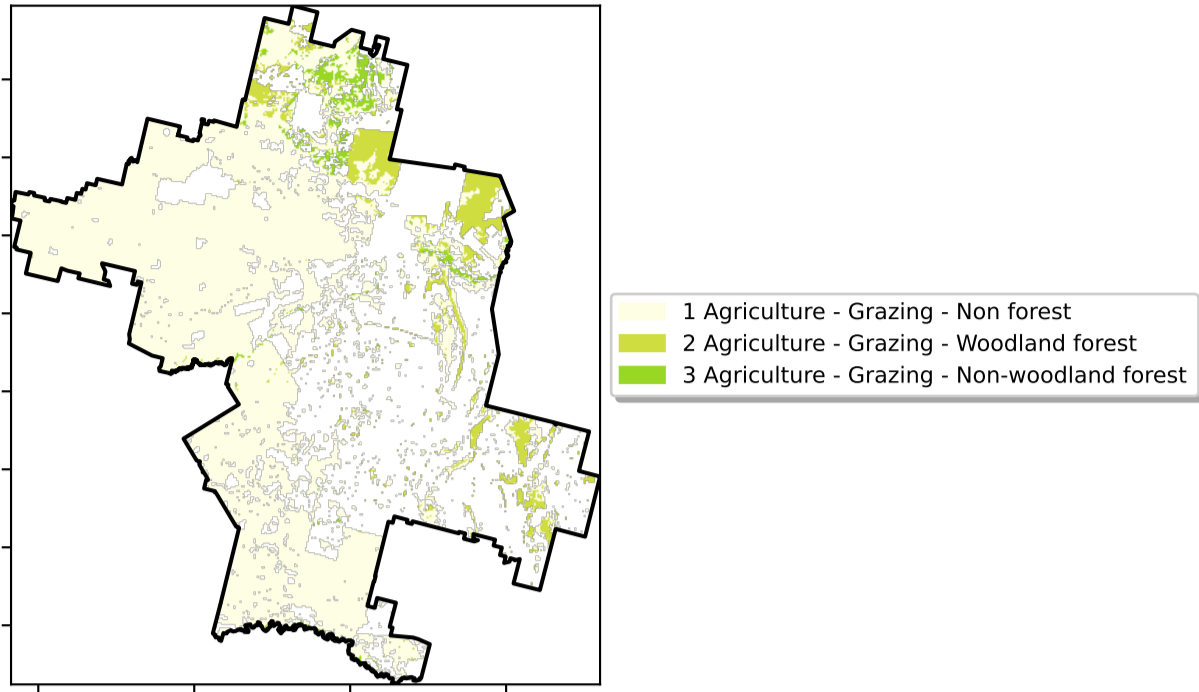 1 Agriculture - Grazing - Non forest
2 Agriculture - Grazing - Woodland forest
3 Agriculture - Grazing - Non-woodland forest